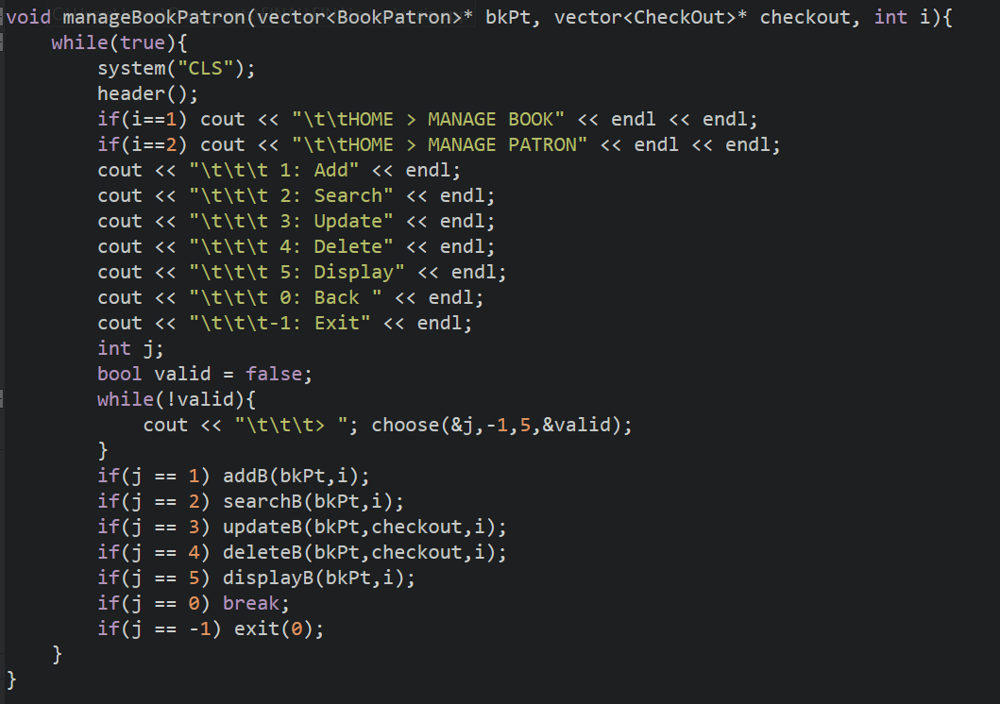 void manageBookPatron(vector<BookPatron>* bkPt, vector<CheckOut>* checkout, int i){
    while(true){
        system("CLS");
        header();
        if(i==1) cout << "\t\tHOME > MANAGE BOOK" << endl << endl;
        if(i==2) cout << "\t\tHOME > MANAGE PATRON" << endl << endl;
        cout << "\t\t\t 1: Add" << endl;
        cout << "\t\t\t 2: Search" << endl;
        cout << "\t\t\t 3: Update" << endl;
        cout << "\t\t\t 4: Delete" << endl;
        cout << "\t\t\t 5: Display" << endl;
        cout << "\t\t\t 0: Back " << endl;
        cout << "\t\t\t-1: Exit" << endl;
        int j;
        bool valid = false;
        while(!valid){
            cout << "\t\t\t> "; choose(&j,-1,5,&valid);
        }
        if(j == 1) addB(bkPt,i);
        if(j == 2) searchB(bkPt,i);
        if(j == 3) updateB(bkPt,checkout,i);
        if(j == 4) deleteB(bkPt,checkout,i);
        if(j == 5) displayB(bkPt,i);
        if(j == 0) break;
        if(j == -1) exit(0);
    }
}